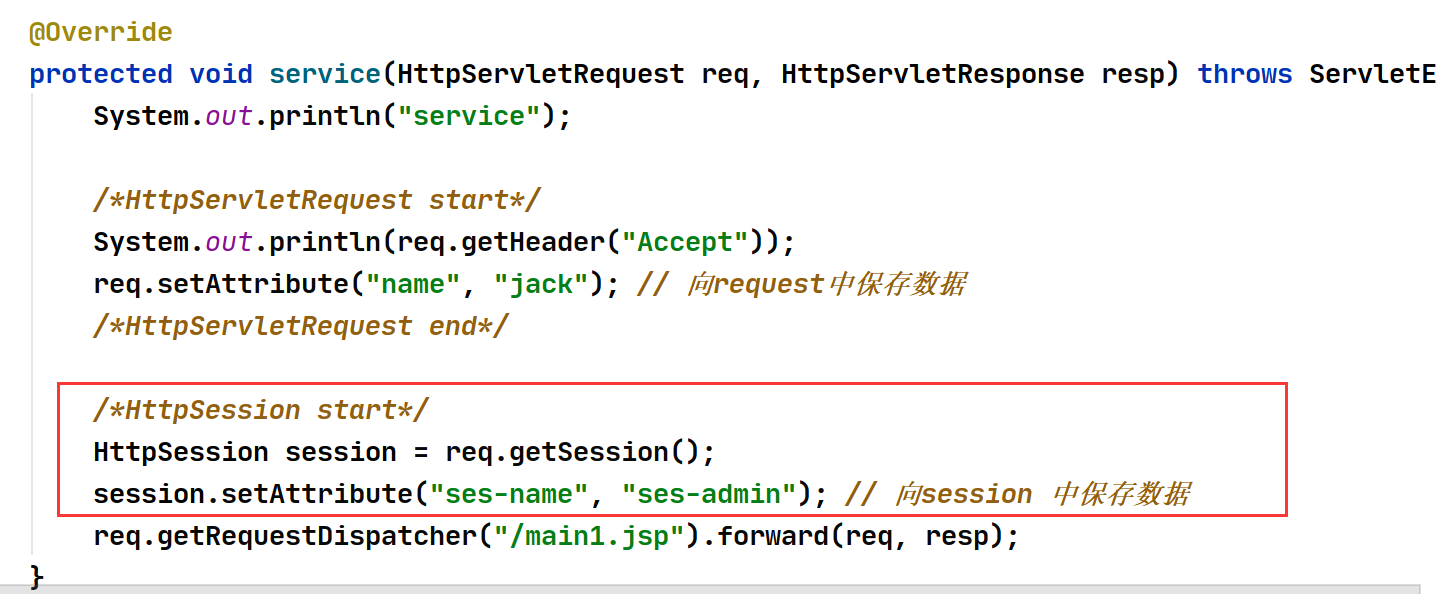 @Override
protected void service(HttpServletRequest req, HttpServletResponse resp) throws ServletE
System.out.println("service");
/*HttpServletRequest start*/
System.out.println(req.getHeader("Accept"));
req.setAttribute("name", "jack"); // 向request中保存数据
/*HttpServletRequest end*/
/*HttpSession start*/
HttpSession session = req.getSession();
session.setAttribute("ses-name", "ses-admin"); // 向session 中保存数据
req.getRequestDispatcher("/main1.jsp").forward(req, resp);
}